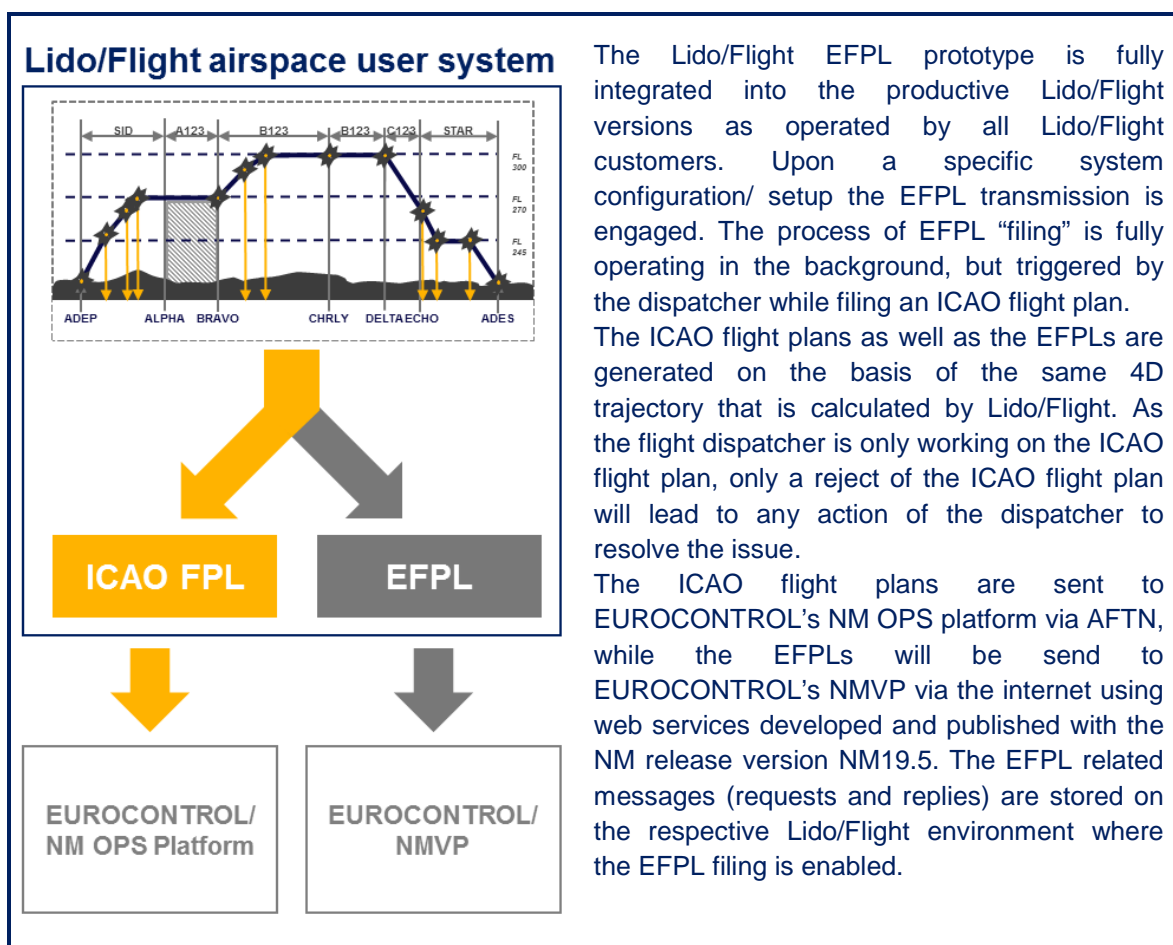 Lido/Flight airspace user system
SID A123 B123 B123 C123 STAR
FL
300
FL
270
FL
245
ADEP ALPHA BRAVO CHRLY DELTA ECHO ADES
ICAO FPL
EFPL
EUROCONTROL/
NM OPS Platform
EUROCONTROL/
NMVP
The Lido/Flight EFPL prototype is fully
integrated into the productive Lido/Flight
versions as operated by all Lido/Flight
customers. Upon a specific system
configuration/ setup the EFPL transmission is
engaged. The process of EFPL “filing” is fully
operating in the background, but triggered by
the dispatcher while filing an ICAO flight plan.
The ICAO flight plans as well as the EFPLs are
generated on the basis of the same 4D
trajectory that is calculated by Lido/Flight. As
the flight dispatcher is only working on the ICAO
flight plan, only a reject of the ICAO flight plan
will lead to any action of the dispatcher to
resolve the issue.
The ICAO flight plans are sent to
EUROCONTROL’s NM OPS platform via AFTN,
while the EFPLs will be send to
EUROCONTROL’s NMVP via the internet using
web services developed and published with the
NM release version NM19.5. The EFPL related
messages (requests and replies) are stored on
the respective Lido/Flight environment where
the EFPL filing is enabled.